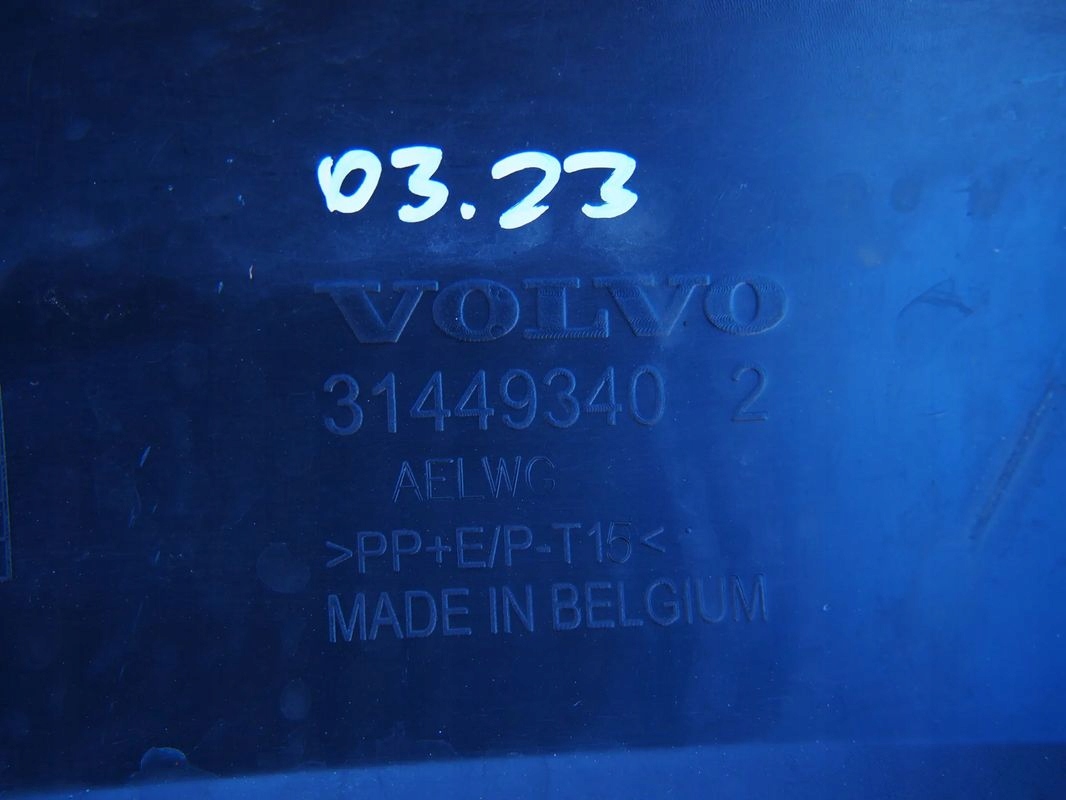 03.23
VOLVO
31449340 2
AELWG
>PP+E/P-T15<
MADE IN BELGIUM